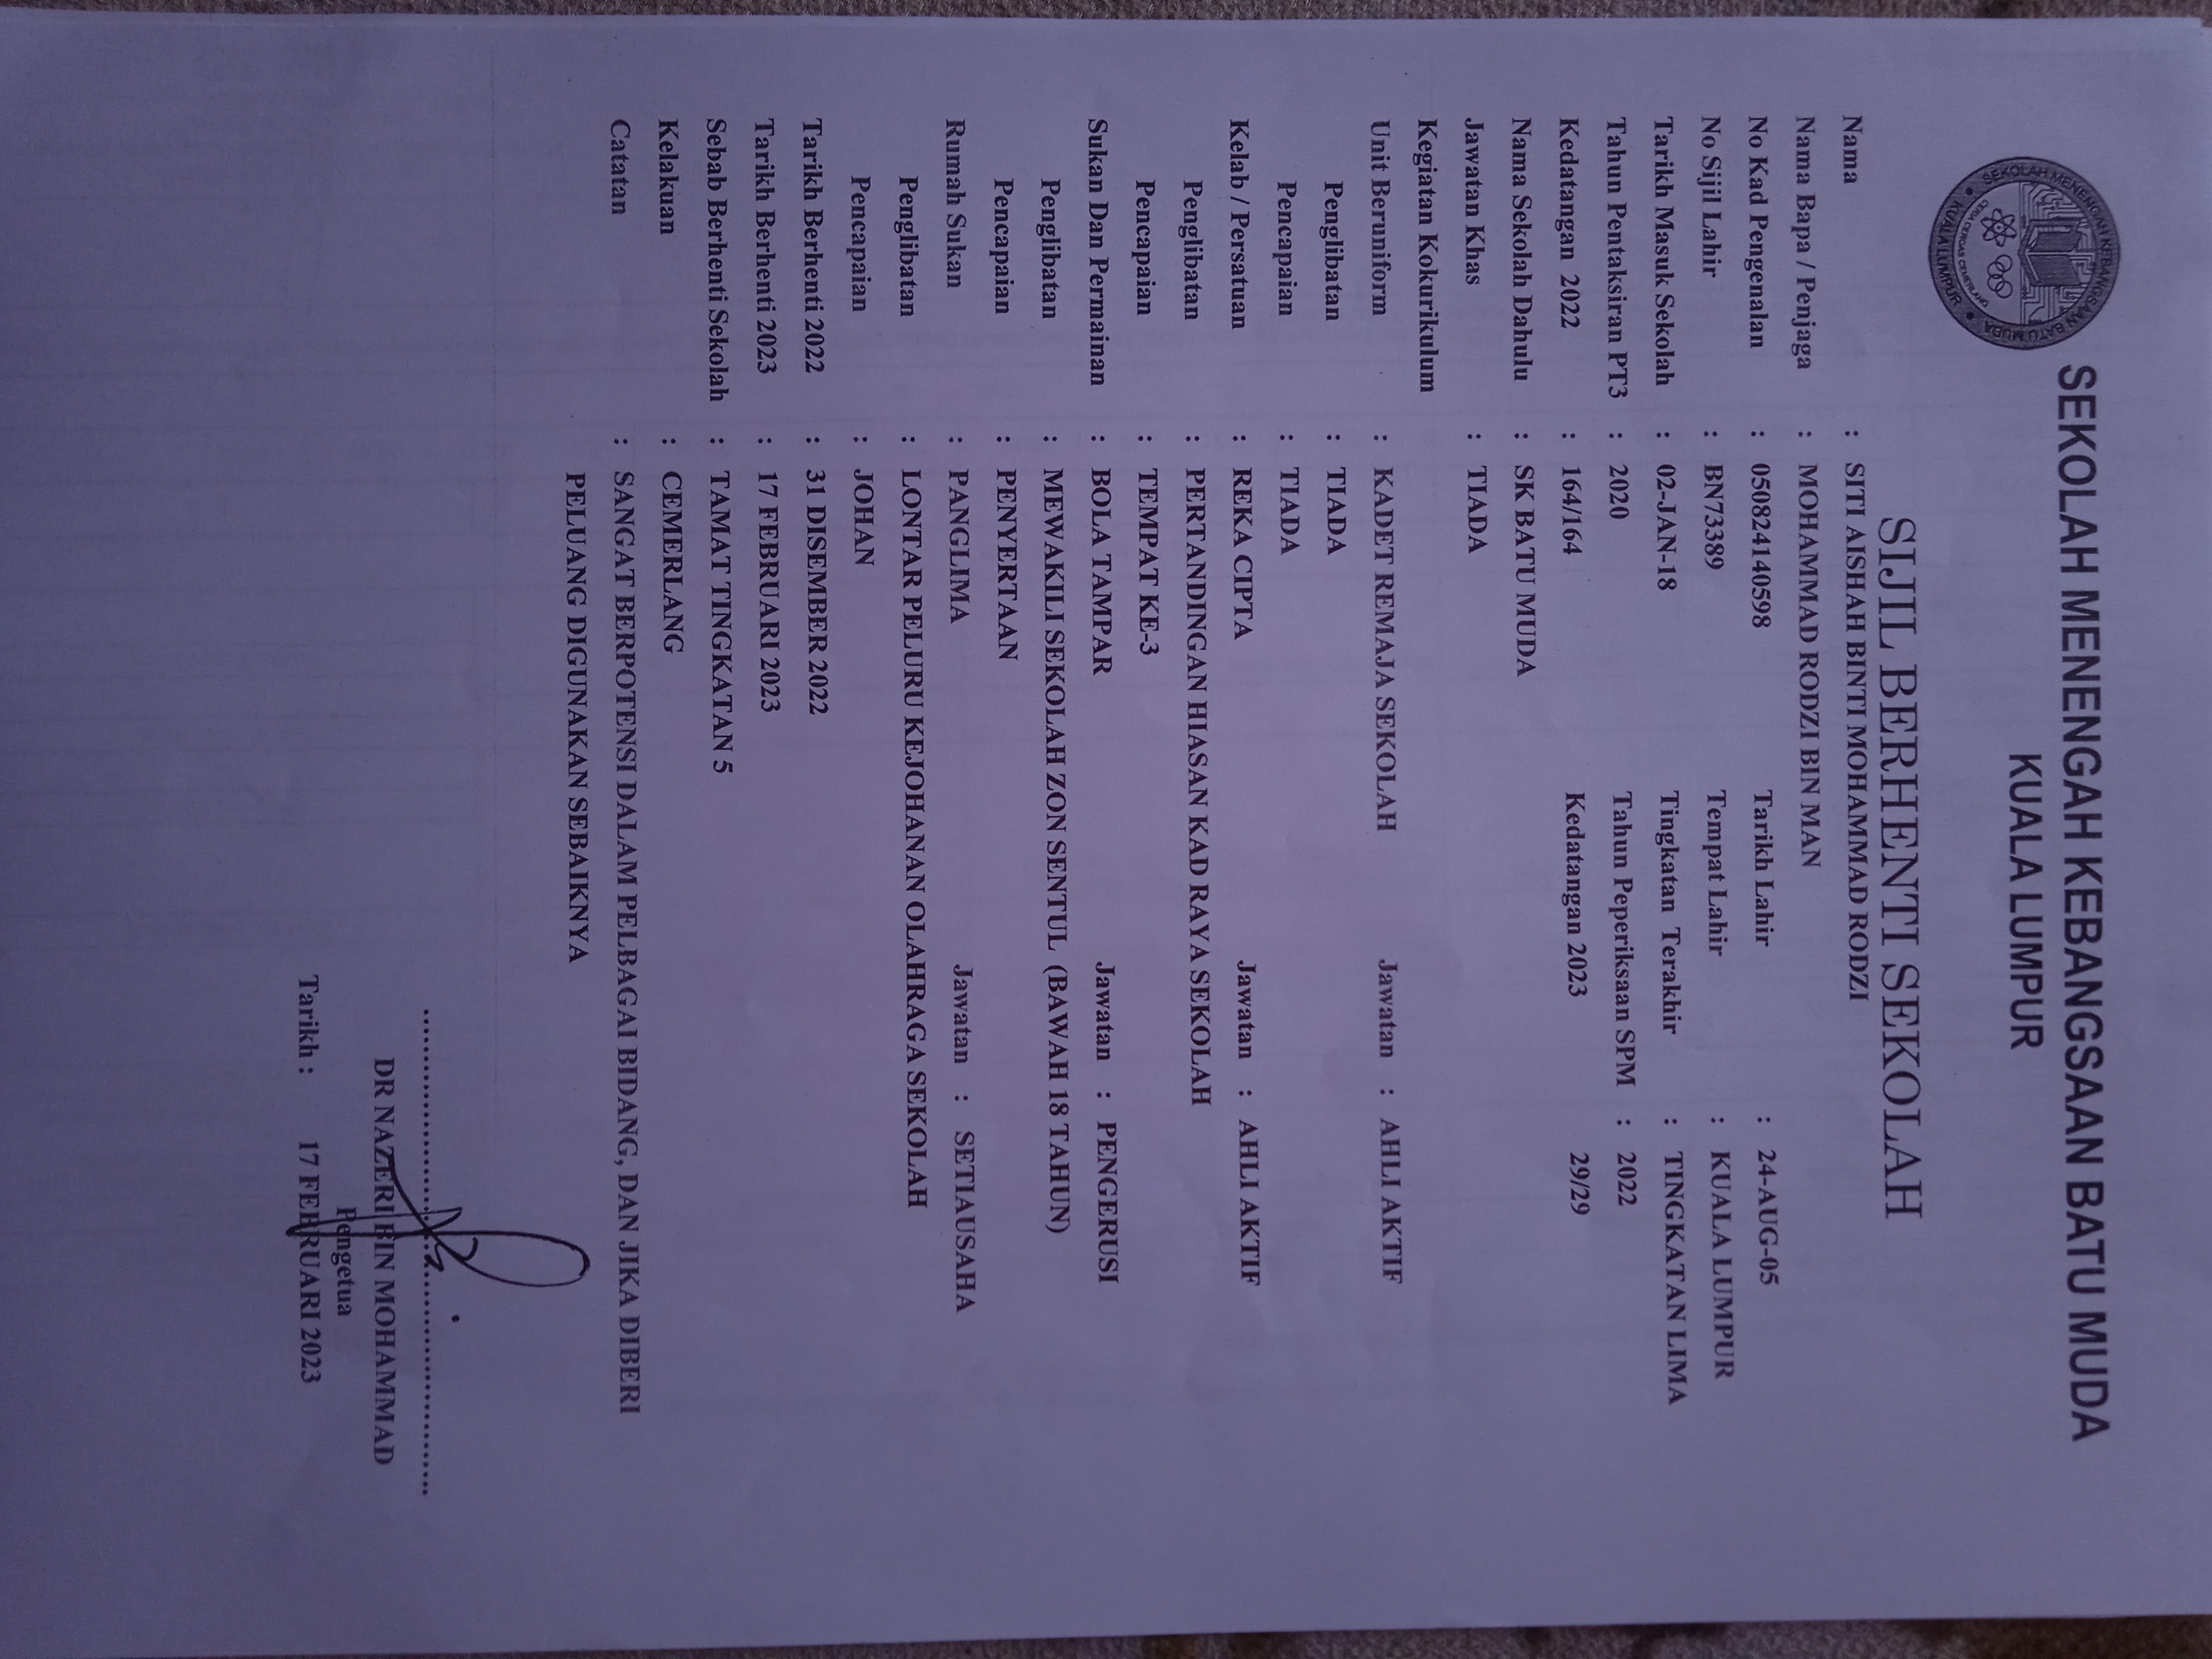 SEKOLAH MENENGAH KEBANGSAAN BATU MUDA
KUALA LUMPUR
SEKOLAH MENENGAH KEBANGSAAN BATU MUDA
CERIA CERGAS CEMERLANG
KUALA LUMPUR
SIJIL BERHENTI SEKOLAH
Nama : SITI AISHAH BINTI MOHAMMAD RODZI
Nama Bapa / Penjaga : MOHAMMAD RODZI BIN MAN
No Kad Pengenalan : 050824140598 Tarikh Lahir : 24-AUG-05
No Sijil Lahir : BN73389 Tempat Lahir : KUALA LUMPUR
Tarikh Masuk Sekolah : 02-JAN-18 Tingkatan Terakhir : TINGKATAN LIMA
Tahun Pentaksiran PT3 : 2020 Tahun Peperiksaan SPM : 2022
Kedatangan 2022 : 164/164 Kedatangan 2023 29/29
Nama Sekolah Dahulu : SK BATU MUDA
Jawatan Khas : TIADA
Kegiatan Kokurikulum
Unit Beruniform : KADET REMAJA SEKOLAH Jawatan : AHLI AKTIF
Penglibatan : TIADA
Pencapaian : TIADA
Kelab / Persatuan : REKA CIPTA Jawatan : AHLI AKTIF
Penglibatan : PERTANDINGAN HIASAN KAD RAYA SEKOLAH
Pencapaian : TEMPAT KE-3
Sukan Dan Permainan : BOLA TAMPAR Jawatan : PENGERUSI
Penglibatan : MEWAKILI SEKOLAH ZON SENTUL (BAWAH 18 TAHUN)
Pencapaian : PENYERTAAN
Rumah Sukan : PANGLIMA Jawatan : SETIAUSAHA
Penglibatan : LONTAR PELURU KEJOHANAN OLAHRAGA SEKOLAH
Pencapaian : JOHAN
Tarikh Berhenti 2022 : 31 DISEMBER 2022
Tarikh Berhenti 2023 : 17 FEBRUARI 2023
Sebab Berhenti Sekolah : TAMAT TINGKATAN 5
Kelakuan : CEMERLANG
Catatan : SANGAT BERPOTENSI DALAM PELBAGAI BIDANG, DAN JIKA DIBERI
PELUANG DIGUNAKAN SEBAIKNYA
DR NAZERI BIN MOHAMMAD
Pengetua
Tarikh : 17 FEBRUARI 2023